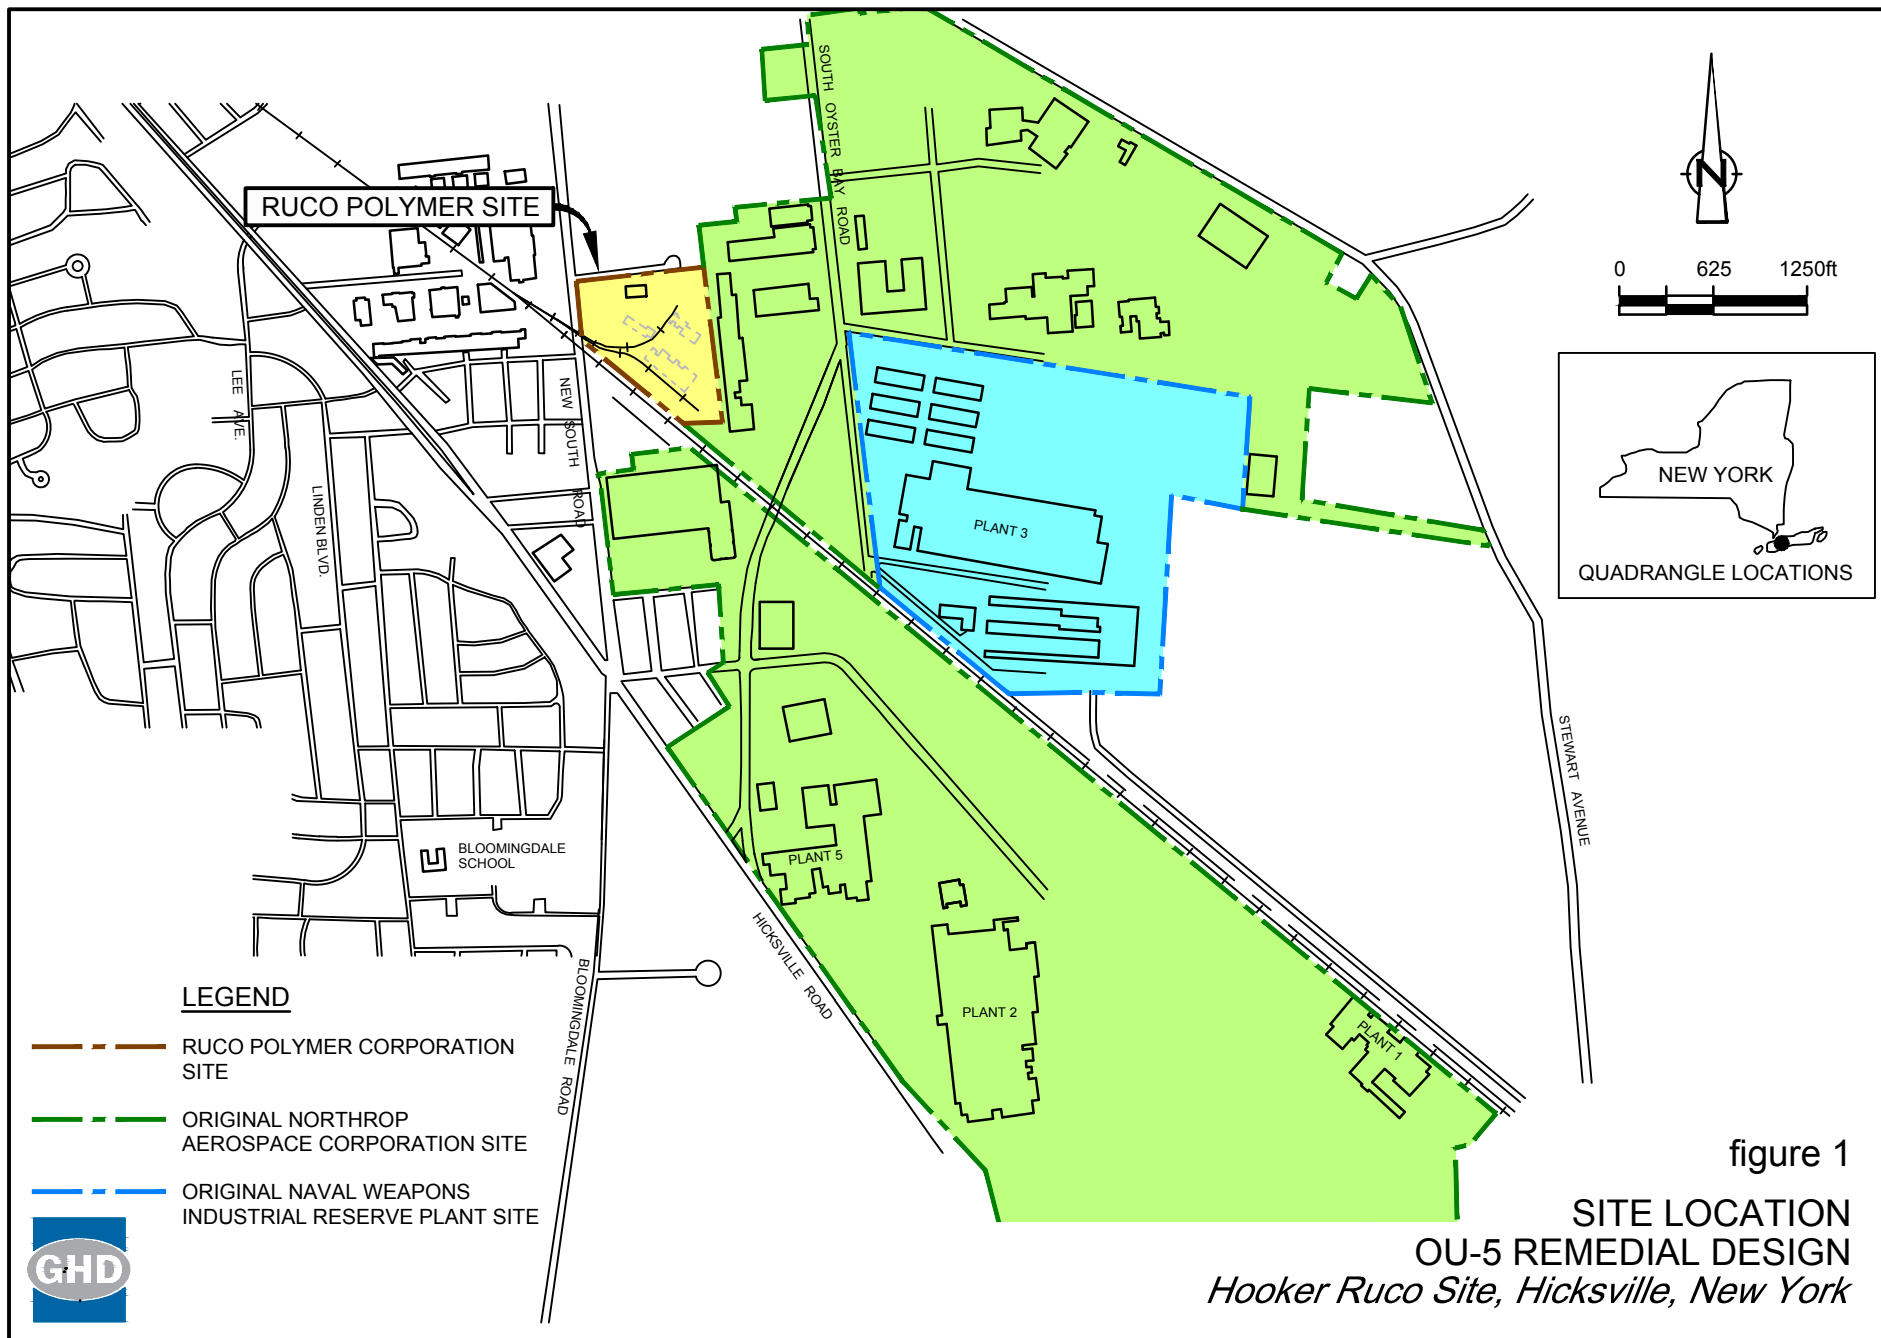 SOUTH OYSTER BAY ROAD
RUCO POLYMER SITE
N
0 625 1250ft
NEW YORK
QUADRANGLE LOCATIONS
LEE AVE.
NEW SOUTH ROAD
LINDEN BLVD.
PLANT 3
STEWART AVENUE
BLOOMINGDALE
SCHOOL
PLANT 5
HICKSVILLE ROAD
BLOOMINGDALE ROAD
PLANT 2
PLANT 1
LEGEND
RUCO POLYMER CORPORATION
SITE
ORIGINAL NORTHROP
AEROSPACE CORPORATION SITE
ORIGINAL NAVAL WEAPONS
INDUSTRIAL RESERVE PLANT SITE
GHD
figure 1
SITE LOCATION
OU-5 REMEDIAL DESIGN
Hooker Ruco Site, Hicksville, New York